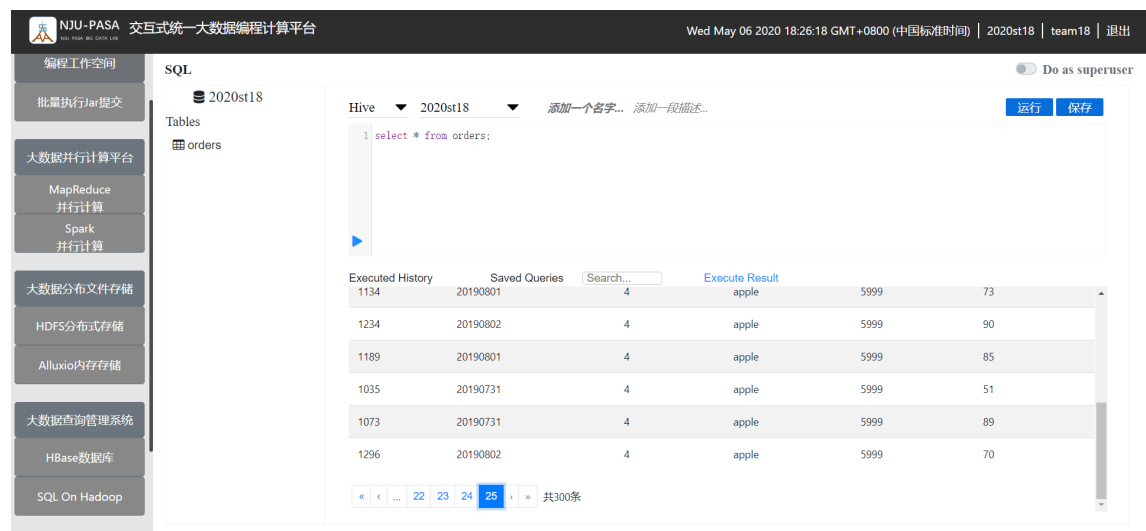 NJU-PASA 交互式统一大数据编程计算平台
NJU PASA BIG DATA LAB
Wed May 06 2020 18:26:18 GMT+0800 (中国标准时间) | 2020st18 | team18 | 退出
编程工作空间
批量执行Jar提交
大数据并行计算平台
MapReduce
并行计算
Spark
并行计算
大数据分布文件存储
HDFS分布式存储
Alluxio内存存储
大数据查询管理系统
HBase数据库
SQL On Hadoop
SQL
Do as superuser
2020st18
Tables
orders
Hive 2020st18 添加一个名字... 添加一段描述... 运行 保存
1 select * from orders;
Executed History Saved Queries Search... Execute Result
1134 20190801 4 apple 5999 73
1234 20190802 4 apple 5999 90
1189 20190801 4 apple 5999 85
1035 20190731 4 apple 5999 51
1073 20190731 4 apple 5999 89
1296 20190802 4 apple 5999 70
« ‹ ... 22 23 24 25 › » 共300条